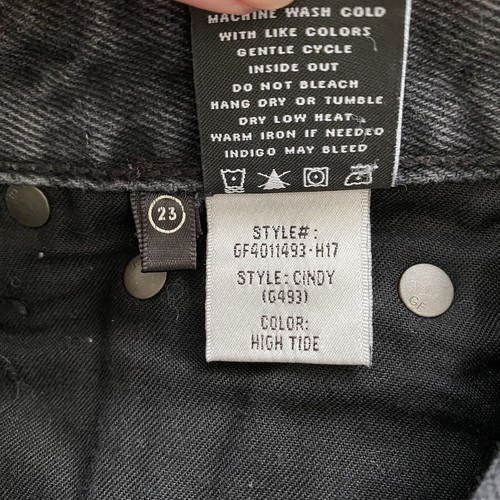 MACHINE WASH COLD
WITH LIKE COLORS
GENTLE CYCLE
INSIDE OUT
DO NOT BLEACH
HANG DRY OR TUMBLE
DRY LOW HEAT
WARM IRON IF NEEDED
INDIGO MAY BLEED
23
STYLE#:
GF4011493-H17
STYLE: CINDY
(G493)
COLOR:
HIGH TIDE
GF